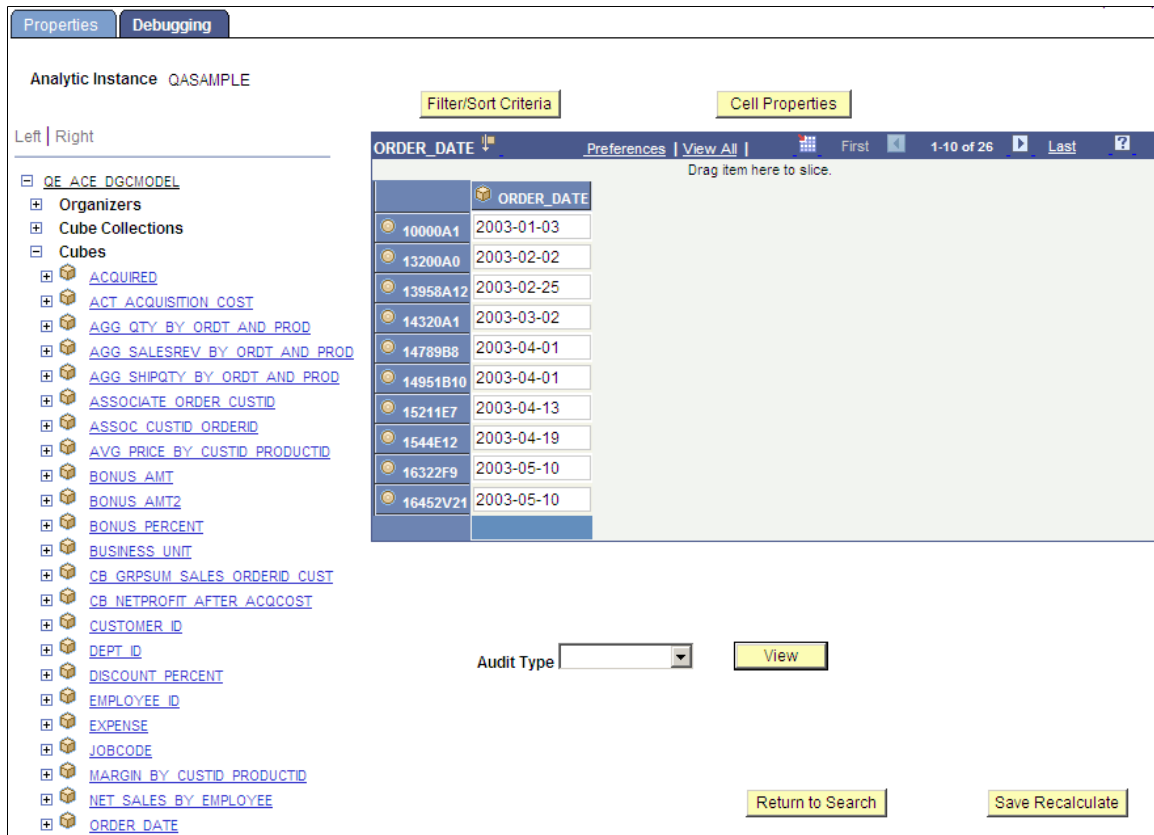 Properties Debugging
Analytic Instance QASAMPLE
Filter/Sort Criteria Cell Properties
Left | Right
ORDER_DATE Preferences | View All | First 1-10 of 26 Last
Drag item here to slice.
ORDER_DATE
10000A1 2003-01-03
13200A0 2003-02-02
13958A12 2003-02-25
14320A1 2003-03-02
14789B8 2003-04-01
14951B10 2003-04-01
15211E7 2003-04-13
1544E12 2003-04-19
16322F9 2003-05-10
16452V21 2003-05-10
QE_ACE_DGCMODEL
Organizers
Cube Collections
Cubes
ACQUIRED
ACT_ACQUISITION_COST
AGG_QTY_BY_ORDT_AND_PROD
AGG_SALESREV_BY_ORDT_AND_PROD
AGG_SHIPQTY_BY_ORDT_AND_PROD
ASSOCIATE_ORDER_CUSTID
ASSOC_CUSTID_ORDERID
AVG_PRICE_BY_CUSTID_PRODUCTID
BONUS_AMT
BONUS_AMT2
BONUS_PERCENT
BUSINESS_UNIT
CB_GRPSUM_SALES_ORDERID_CUST
CB_NETPROFIT_AFTER_ACQCOST
CUSTOMER_ID
DEPT_ID
DISCOUNT_PERCENT
EMPLOYEE_ID
EXPENSE
JOBCODE
MARGIN_BY_CUSTID_PRODUCTID
NET_SALES_BY_EMPLOYEE
ORDER_DATE
Audit Type View
Return to Search Save Recalculate